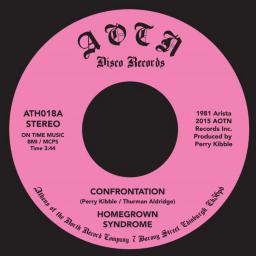 AOTN
Disco Records
ATH018A
STEREO
ON TIME MUSIC
BMI / MCPS
Time 3:44
1981 Arista
2015 AOTN
Records Inc.
Produced by
Perry Kibble
CONFRONTATION
(Perry Kibble / Thurman Aldridge)
HOMEGROWN
SYNDROME
Athens of the North Record Company 7 Street Edinburgh